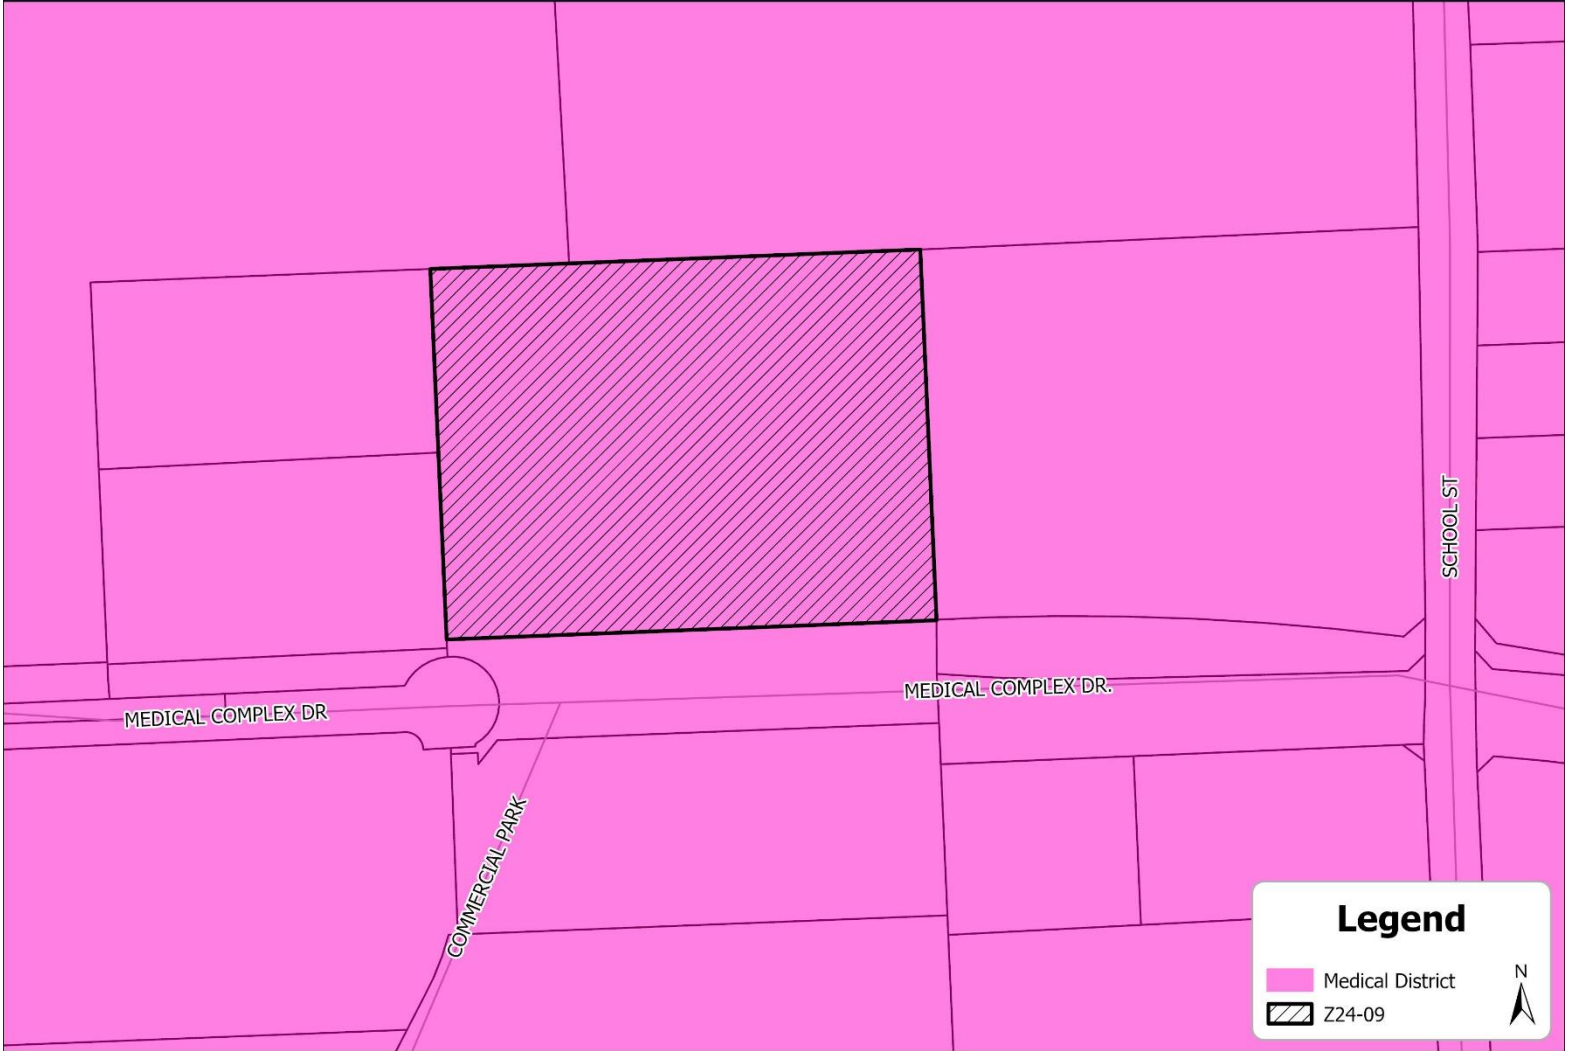 SCHOOL ST
MEDICAL COMPLEX DR.
MEDICAL COMPLEX DR
COMMERCIAL PARK
Legend
N
Medical District
Z24-09